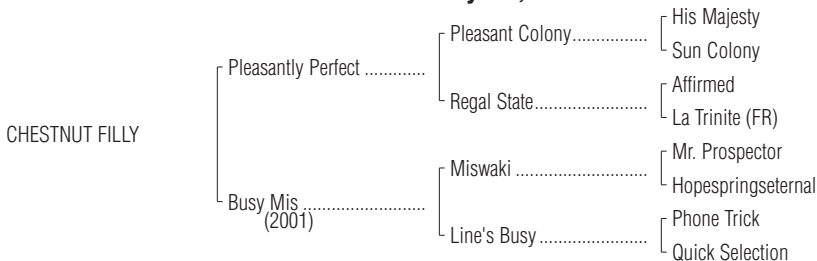 His Majesty
Pleasant Colony................
Sun Colony
Pleasantly Perfect .............
Affirmed
Regal State........................
La Trinite (FR)
CHESTNUT FILLY
Mr. Prospector
Miswaki ............................
Hopespringseternal
Busy Mis ..........................
(2001)
Phone Trick
Line's Busy.......................
Quick Selection